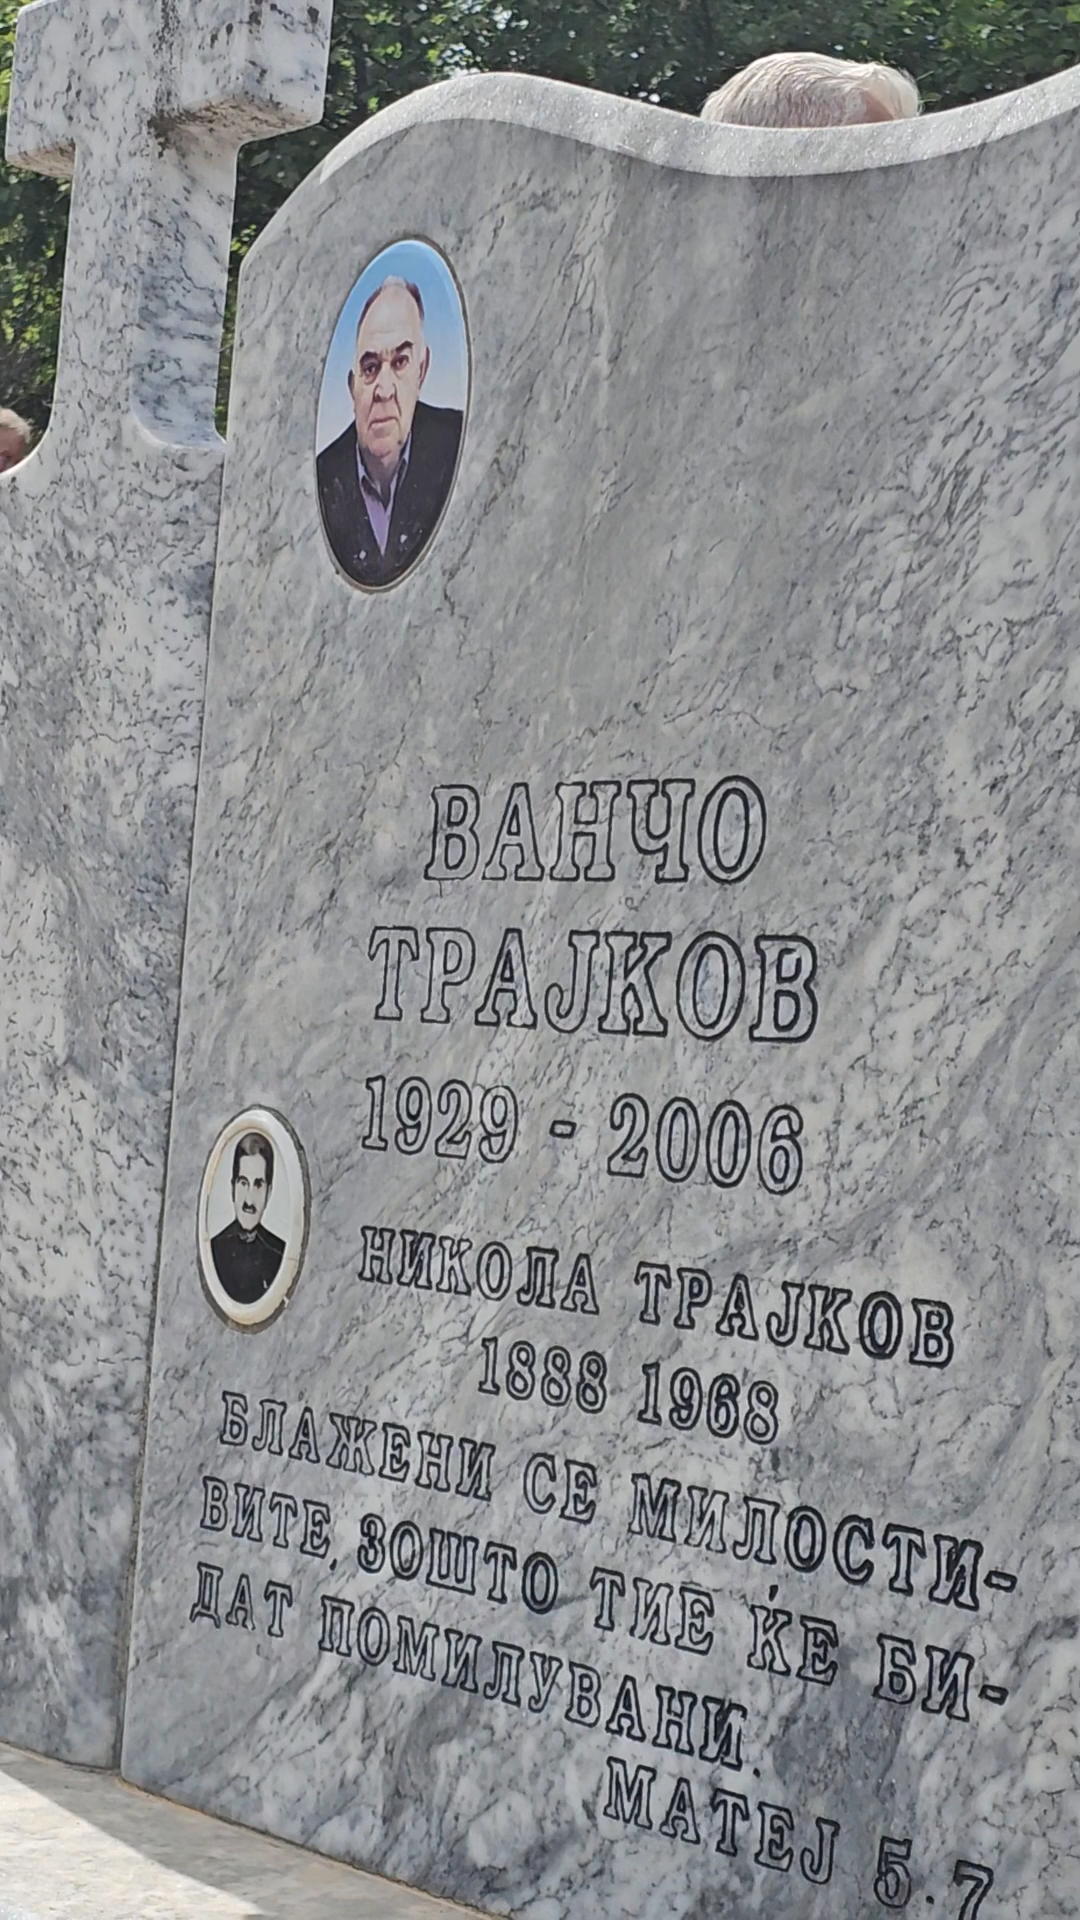 ВАНЧО
ТРАЈКОВ
1929 - 2006
НИКОЛА ТРАЈКОВ
1888 1968
БЛАЖЕНИ СЕ МИЛОСТИ-
ВИТЕ, ЗОШТО ТИЕ ЌЕ БИ-
ДАТ ПОМИЛУВАНИ.
МАТЕЈ 5.7